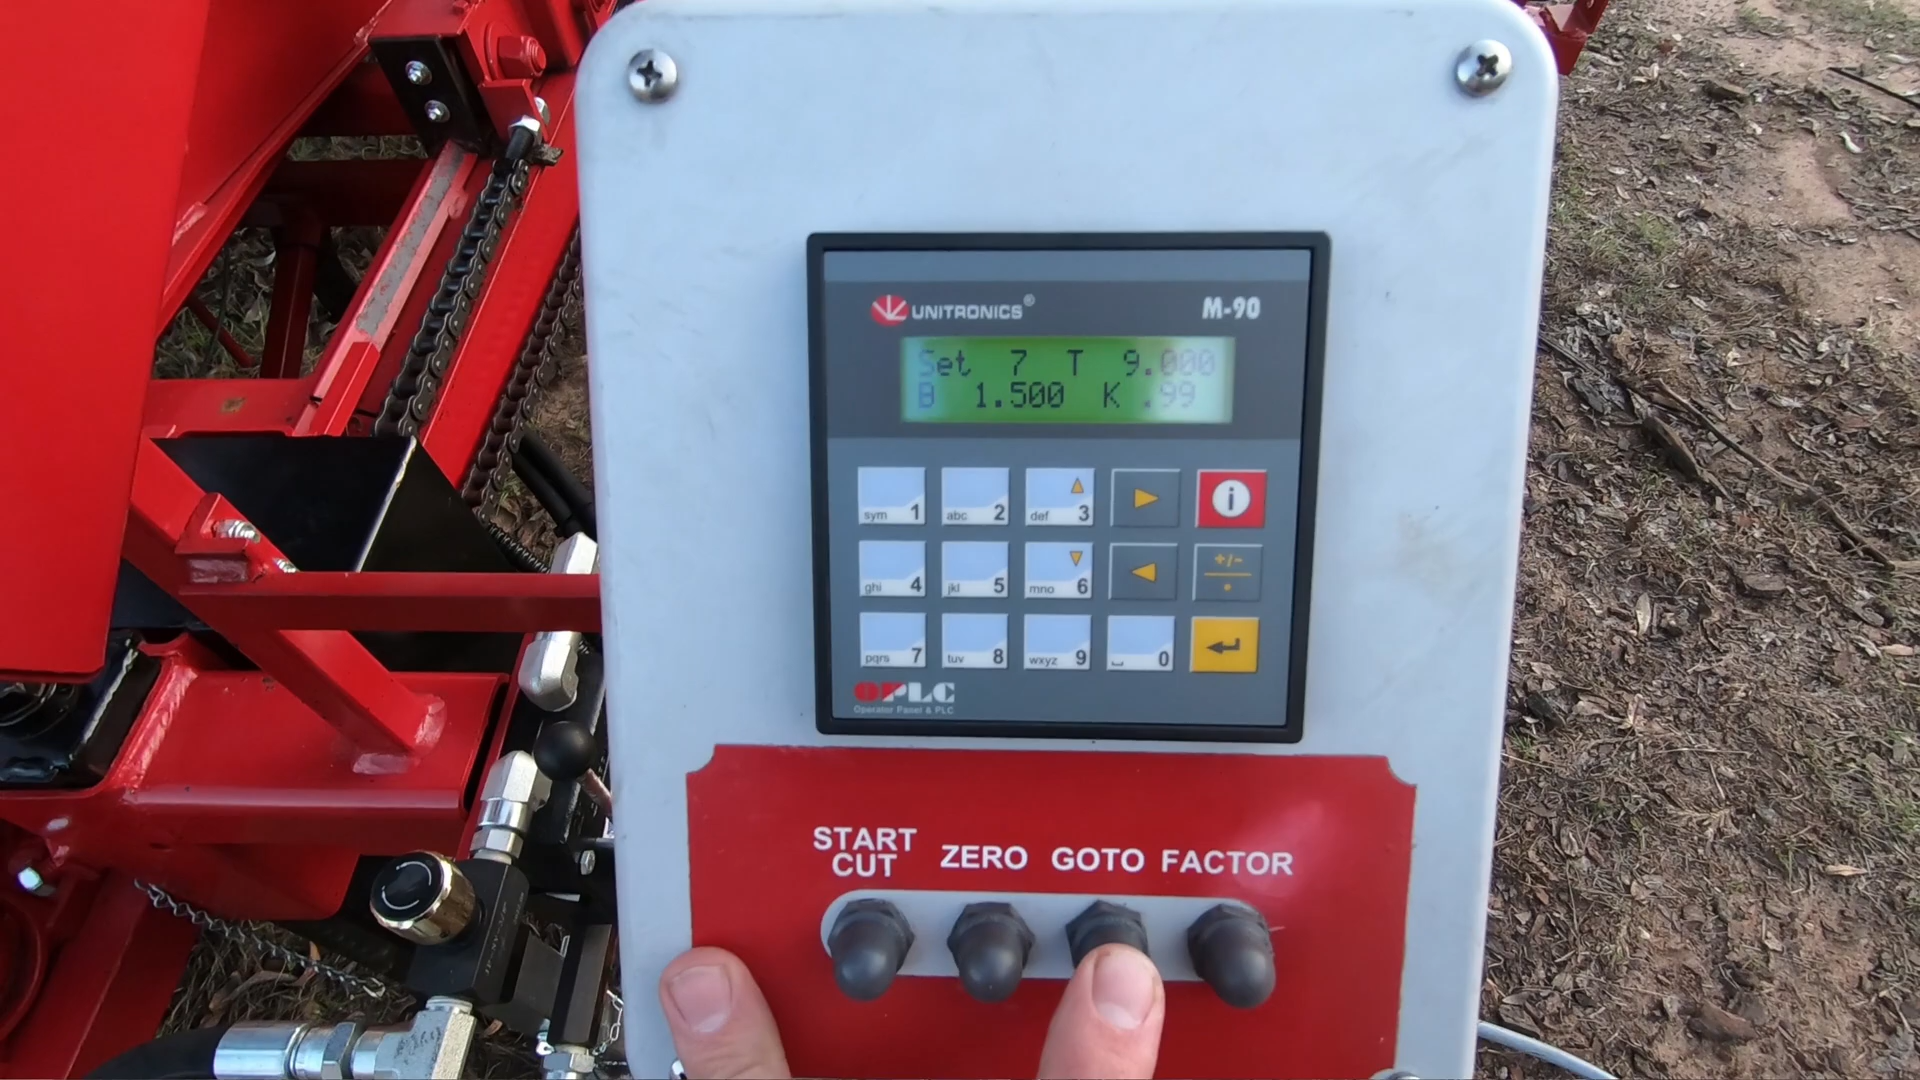 UNITRONICS®
M-90
Set 7 T 9.000
B 1.500 K .99
sym 1
abc 2
def 3
i
ghi 4
jkl 5
mno 6
+/-
pqrs 7
tuv 8
wxyz 9
0
OPLC
Operator Panel & PLC
START CUT
ZERO
GOTO
FACTOR